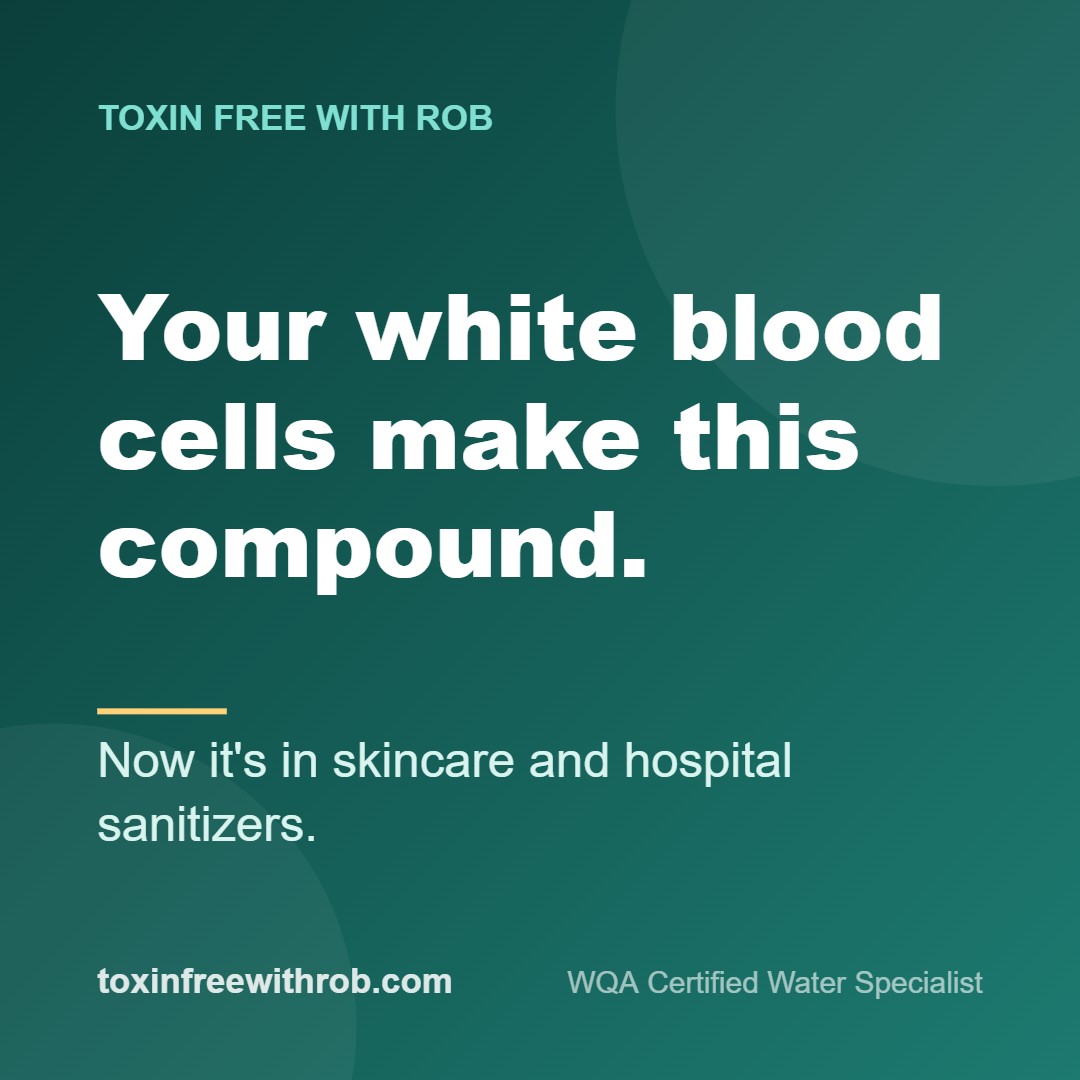 TOXIN FREE WITH ROB
Your white blood
cells make this
compound.
Now it's in skincare and hospital
sanitizers.
toxinfreewithrob.com
WQA Certified Water Specialist